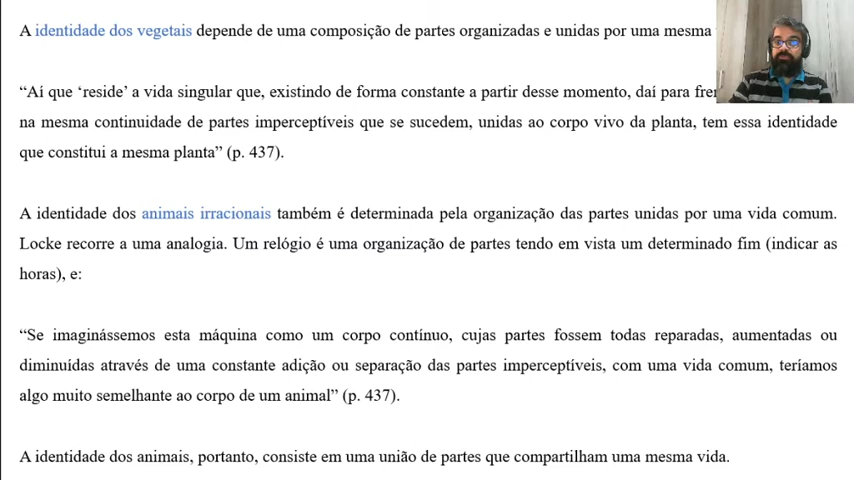 A identidade dos vegetais depende de uma composição de partes organizadas e unidas por uma mesma
“Aí que ‘reside’ a vida singular que, existindo de forma constante a partir desse momento, daí para
na mesma continuidade de partes imperceptíveis que se sucedem, unidas ao corpo vivo da planta, tem essa identidade
que constitui a mesma planta” (p. 437).
A identidade dos animais irracionais também é determinada pela organização das partes unidas por uma vida comum.
Locke recorre a uma analogia. Um relógio é uma organização de partes tendo em vista um determinado fim (indicar as
horas), e:
“Se imaginássemos esta máquina como um corpo contínuo, cujas partes fossem todas reparadas, aumentadas ou
diminuídas através de uma constante adição ou separação das partes imperceptíveis, com uma vida comum, teríamos
algo muito semelhante ao corpo de um animal” (p. 437).
A identidade dos animais, portanto, consiste em uma união de partes que compartilham uma mesma vida.